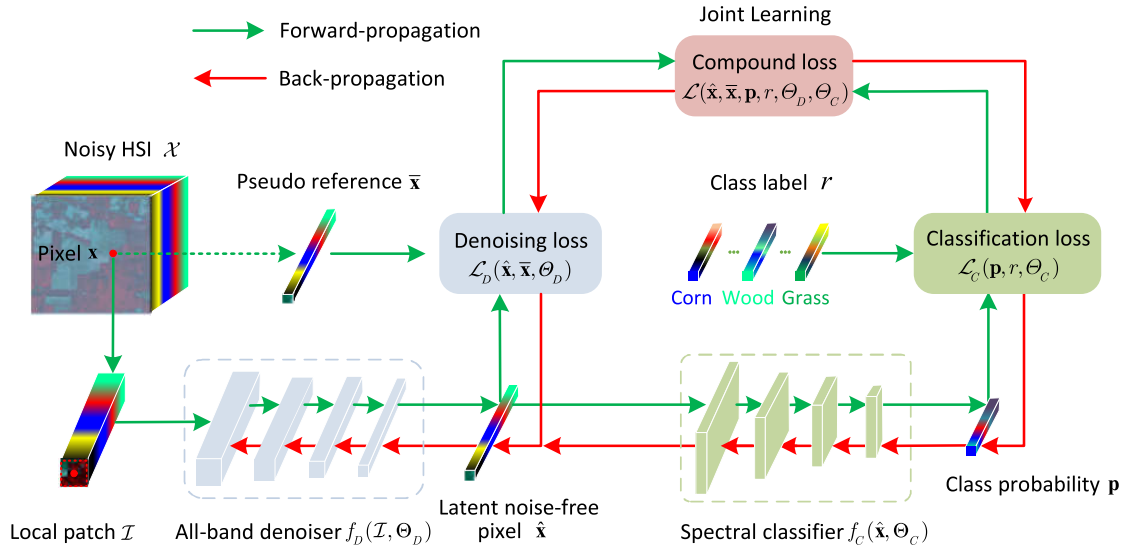 Joint Learning
Forward-propagation
Back-propagation
Compound loss
ℒ(x̂, x̄, p, r, Θ_D, Θ_C)
Noisy HSI 𝒳
Pseudo reference x̄
Class label r
Pixel x
Denoising loss
ℒ_D(x̂, x̄, Θ_D)
Classification loss
ℒ_C(p, r, Θ_C)
Corn ... Wood ... Grass
Class probability p
Latent noise-free
pixel x̂
Local patch ℐ
All-band denoiser f_D(ℐ, Θ_D)
Spectral classifier f_C(x̂, Θ_C)